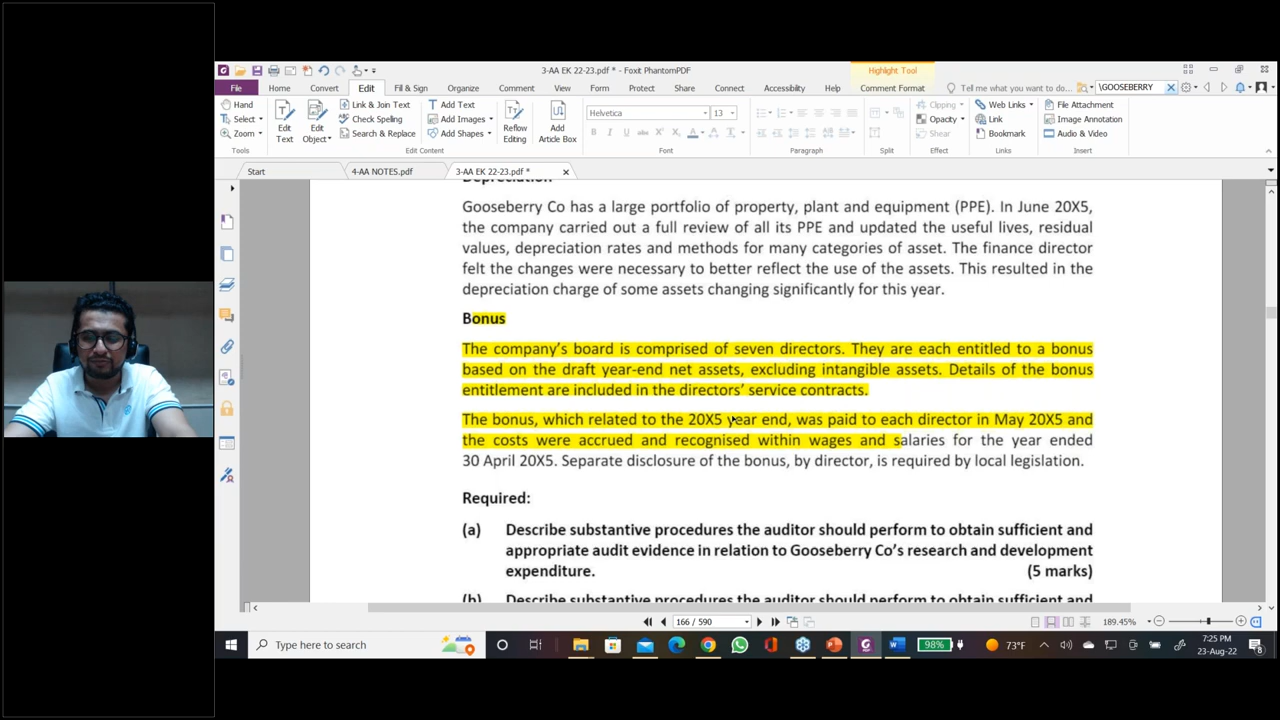 3-AA EK 22-23.pdf * - Foxit PhantomPDF
Highlight Tool
File Home Convert Edit Fill & Sign Organize Comment View Form Protect Share Connect Accessibility Help Comment Format Tell me what you want to do... \GOOSEBERRY
Hand
Select
Zoom
Tools
Edit Text
Edit Object
Link & Join Text
Check Spelling
Search & Replace
Edit Content
Add Text
Add Images
Add Shapes
Reflow Editing
Add Article Box
Helvetica 13
Font
Paragraph
Split
Clipping
Opacity
Shear
Effect
Web Links
Link
Bookmark
Links
File Attachment
Image Annotation
Audio & Video
Insert
Start 4-AA NOTES.pdf 3-AA EK 22-23.pdf *
Depreciation
Gooseberry Co has a large portfolio of property, plant and equipment (PPE). In June 20X5,
the company carried out a full review of all its PPE and updated the useful lives, residual
values, depreciation rates and methods for many categories of asset. The finance director
felt the changes were necessary to better reflect the use of the assets. This resulted in the
depreciation charge of some assets changing significantly for this year.
Bonus
The company's board is comprised of seven directors. They are each entitled to a bonus
based on the draft year-end net assets, excluding intangible assets. Details of the bonus
entitlement are included in the directors' service contracts.
The bonus, which related to the 20X5 year end, was paid to each director in May 20X5 and
the costs were accrued and recognised within wages and salaries for the year ended
30 April 20X5. Separate disclosure of the bonus, by director, is required by local legislation.
Required:
(a) Describe substantive procedures the auditor should perform to obtain sufficient and
appropriate audit evidence in relation to Gooseberry Co's research and development
expenditure. (5 marks)
(b) Describe substantive procedures the auditor should perform to obtain sufficient and
166 / 590
189.45%
Type here to search
98%
73°F
7:25 PM
23-Aug-22